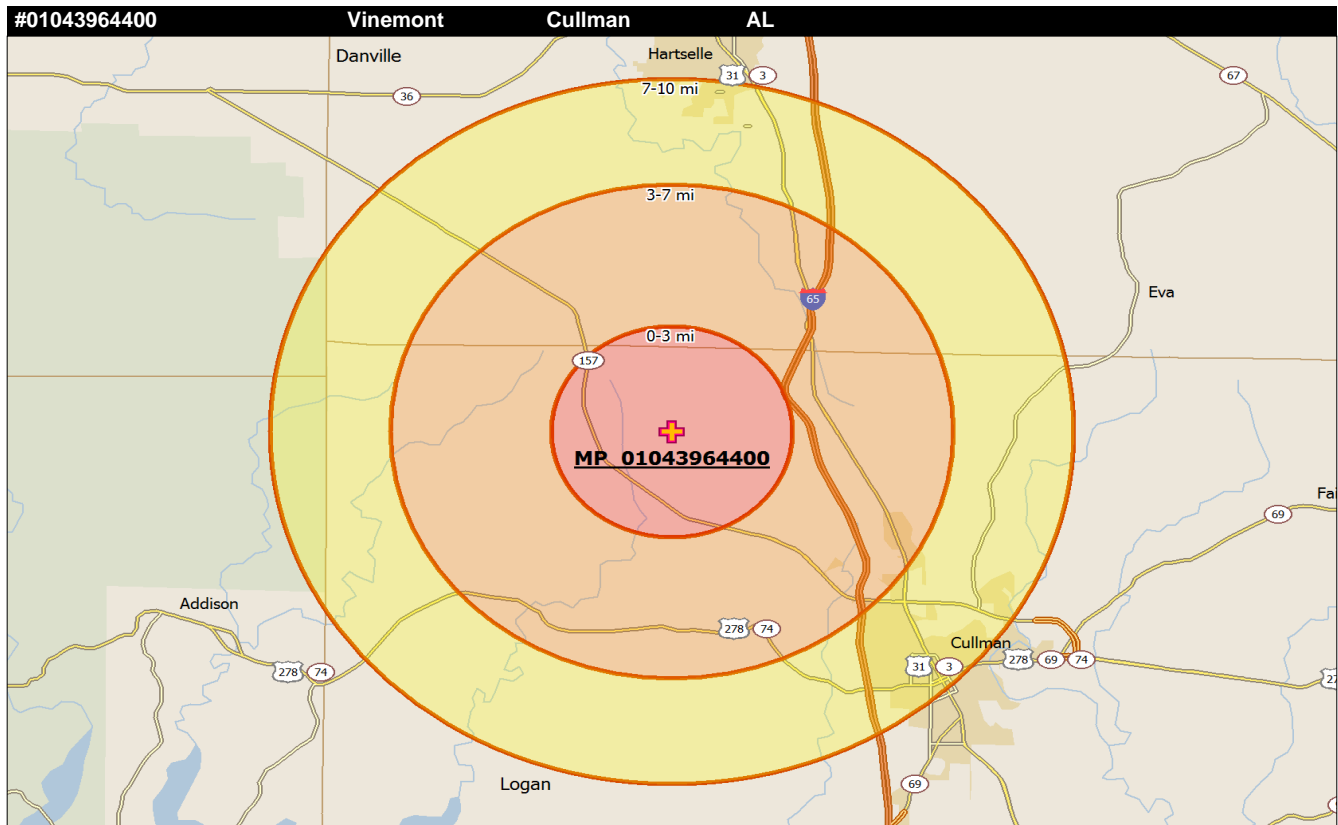 #01043964400 Vinemont Cullman AL
Danville
Hartselle
31 3
67
7-10 mi
36
3-7 mi
Eva
65
0-3 mi
157
MP 01043964400
69
Addison
278 74
Cullman
278 74
31 3
278 69 74
Logan
69